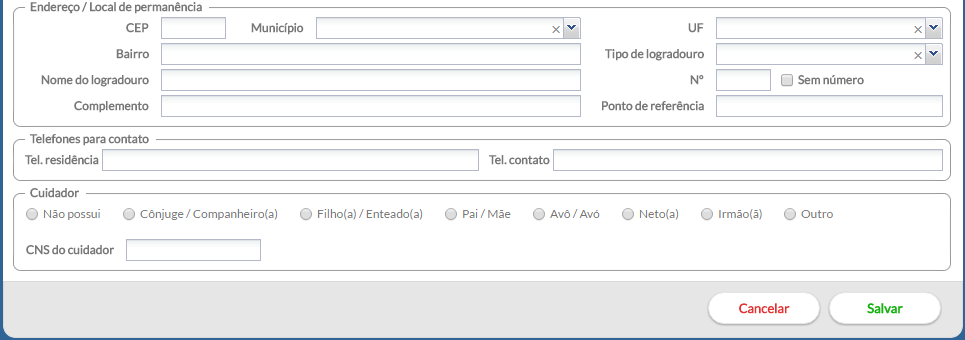 Endereço / Local de permanência
CEP Município UF
Bairro Tipo de logradouro
Nome do logradouro Nº Sem número
Complemento Ponto de referência
Telefones para contato
Tel. residência Tel. contato
Cuidador
Não possui Cônjuge / Companheiro(a) Filho(a) / Enteado(a) Pai / Mãe Avô / Avó Neto(a) Irmão(ã) Outro
CNS do cuidador
Cancelar Salvar